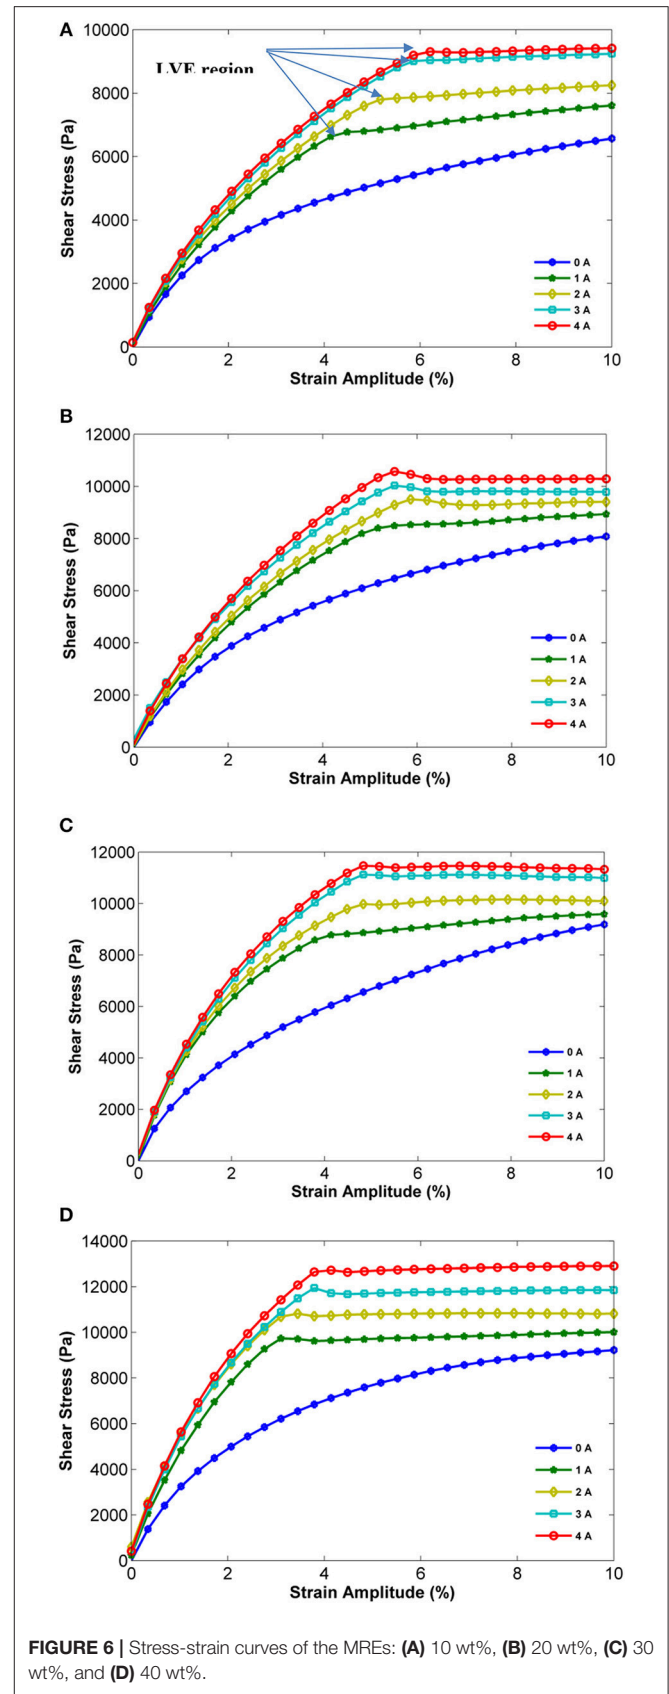 A
10000
8000
6000
4000
2000
0
LVE region
0 A
1 A
2 A
3 A
4 A
0 2 4 6 8 10
Shear Stress (Pa)
Strain Amplitude (%)
B
12000
10000
8000
6000
4000
2000
0
0 A
1 A
2 A
3 A
4 A
0 2 4 6 8 10
Shear Stress (Pa)
Strain Amplitude (%)
C
12000
10000
8000
6000
4000
2000
0
0 A
1 A
2 A
3 A
4 A
0 2 4 6 8 10
Shear Stress (Pa)
Strain Amplitude (%)
D
14000
12000
10000
8000
6000
4000
2000
0
0 A
1 A
2 A
3 A
4 A
0 2 4 6 8 10
Shear Stress (Pa)
Strain Amplitude (%)
FIGURE 6 | Stress-strain curves of the MREs: (A) 10 wt%, (B) 20 wt%, (C) 30
wt%, and (D) 40 wt%.